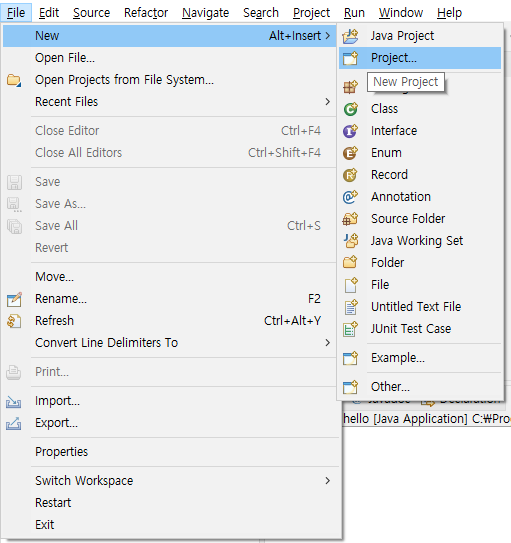 File Edit Source Refactor Navigate Search Project Run Window Help
New Alt+Insert >
Open File...
Open Projects from File System...
Recent Files >
Close Editor Ctrl+F4
Close All Editors Ctrl+Shift+F4
Save
Save As...
Save All Ctrl+S
Revert
Move...
Rename... F2
Refresh Ctrl+Alt+Y
Convert Line Delimiters To >
Print...
Import...
Export...
Properties
Switch Workspace >
Restart
Exit
Java Project
Project...
New Project
Class
Interface
Enum
Record
Annotation
Source Folder
Java Working Set
Folder
File
Untitled Text File
JUnit Test Case
Example...
Other...
hello [Java Application] C:₩Pro